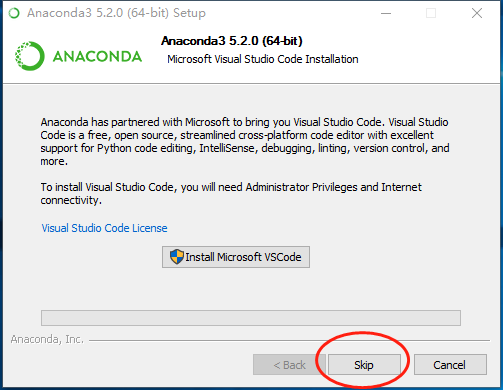 Anaconda3 5.2.0 (64-bit) Setup
ANACONDA
Anaconda3 5.2.0 (64-bit)
Microsoft Visual Studio Code Installation
Anaconda has partnered with Microsoft to bring you Visual Studio Code. Visual Studio
Code is a free, open source, streamlined cross-platform code editor with excellent
support for Python code editing, IntelliSense, debugging, linting, version control, and
more.
To install Visual Studio Code, you will need Administrator Privileges and Internet
connectivity.
Visual Studio Code License
Install Microsoft VSCode
Anaconda, Inc.
< Back
Skip
Cancel